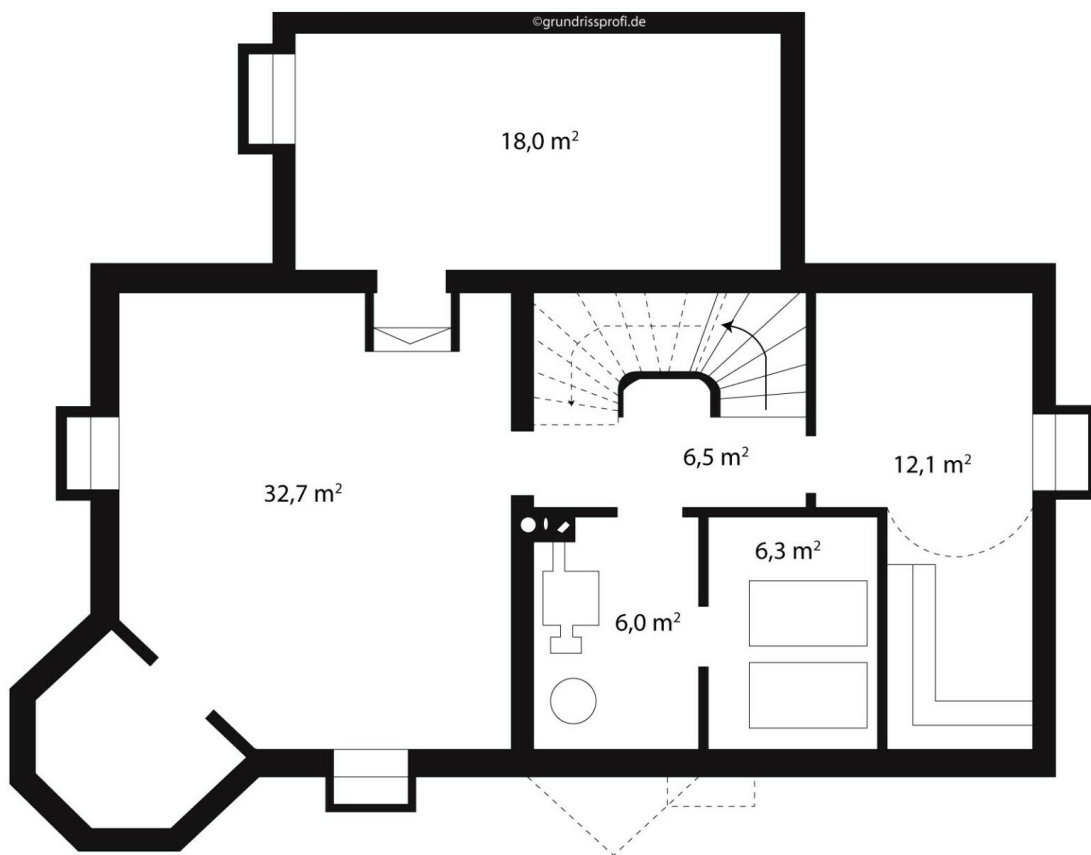 ©grundrissprofi.de
18,0 m²
6,5 m²
12,1 m²
32,7 m²
6,3 m²
6,0 m²